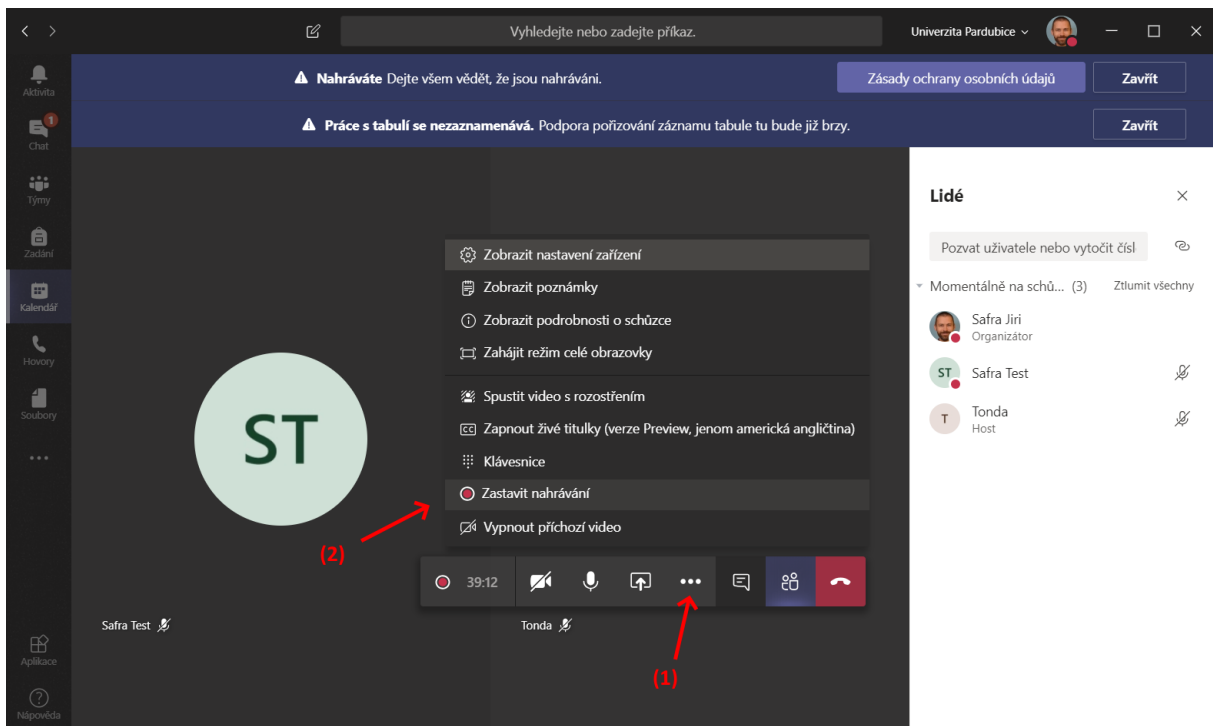 Vyhledejte nebo zadejte příkaz.
Univerzita Pardubice
Aktivita
Nahráváte Dejte všem vědět, že jsou nahráváni.
Zásady ochrany osobních údajů
Zavřít
1
Chat
Práce s tabulí se nezaznamenává. Podpora pořizování záznamu tabule tu bude již brzy.
Zavřít
Týmy
Zadání
Kalendář
Hovory
Soubory
Aplikace
Nápověda
ST
Zobrazit nastavení zařízení
Zobrazit poznámky
Zobrazit podrobnosti o schůzce
Zahájit režim celé obrazovky
Spustit video s rozostřením
CC Zapnout živé titulky (verze Preview, jenom americká angličtina)
Klávesnice
Zastavit nahrávání
Vypnout příchozí video
(2)
39:12
Safra Test
Tonda
(1)
Lidé
Pozvat uživatele nebo vytočit čísl
Momentálně na schů... (3) Ztlumit všechny
Safra Jiri
Organizátor
ST Safra Test
T Tonda
Host